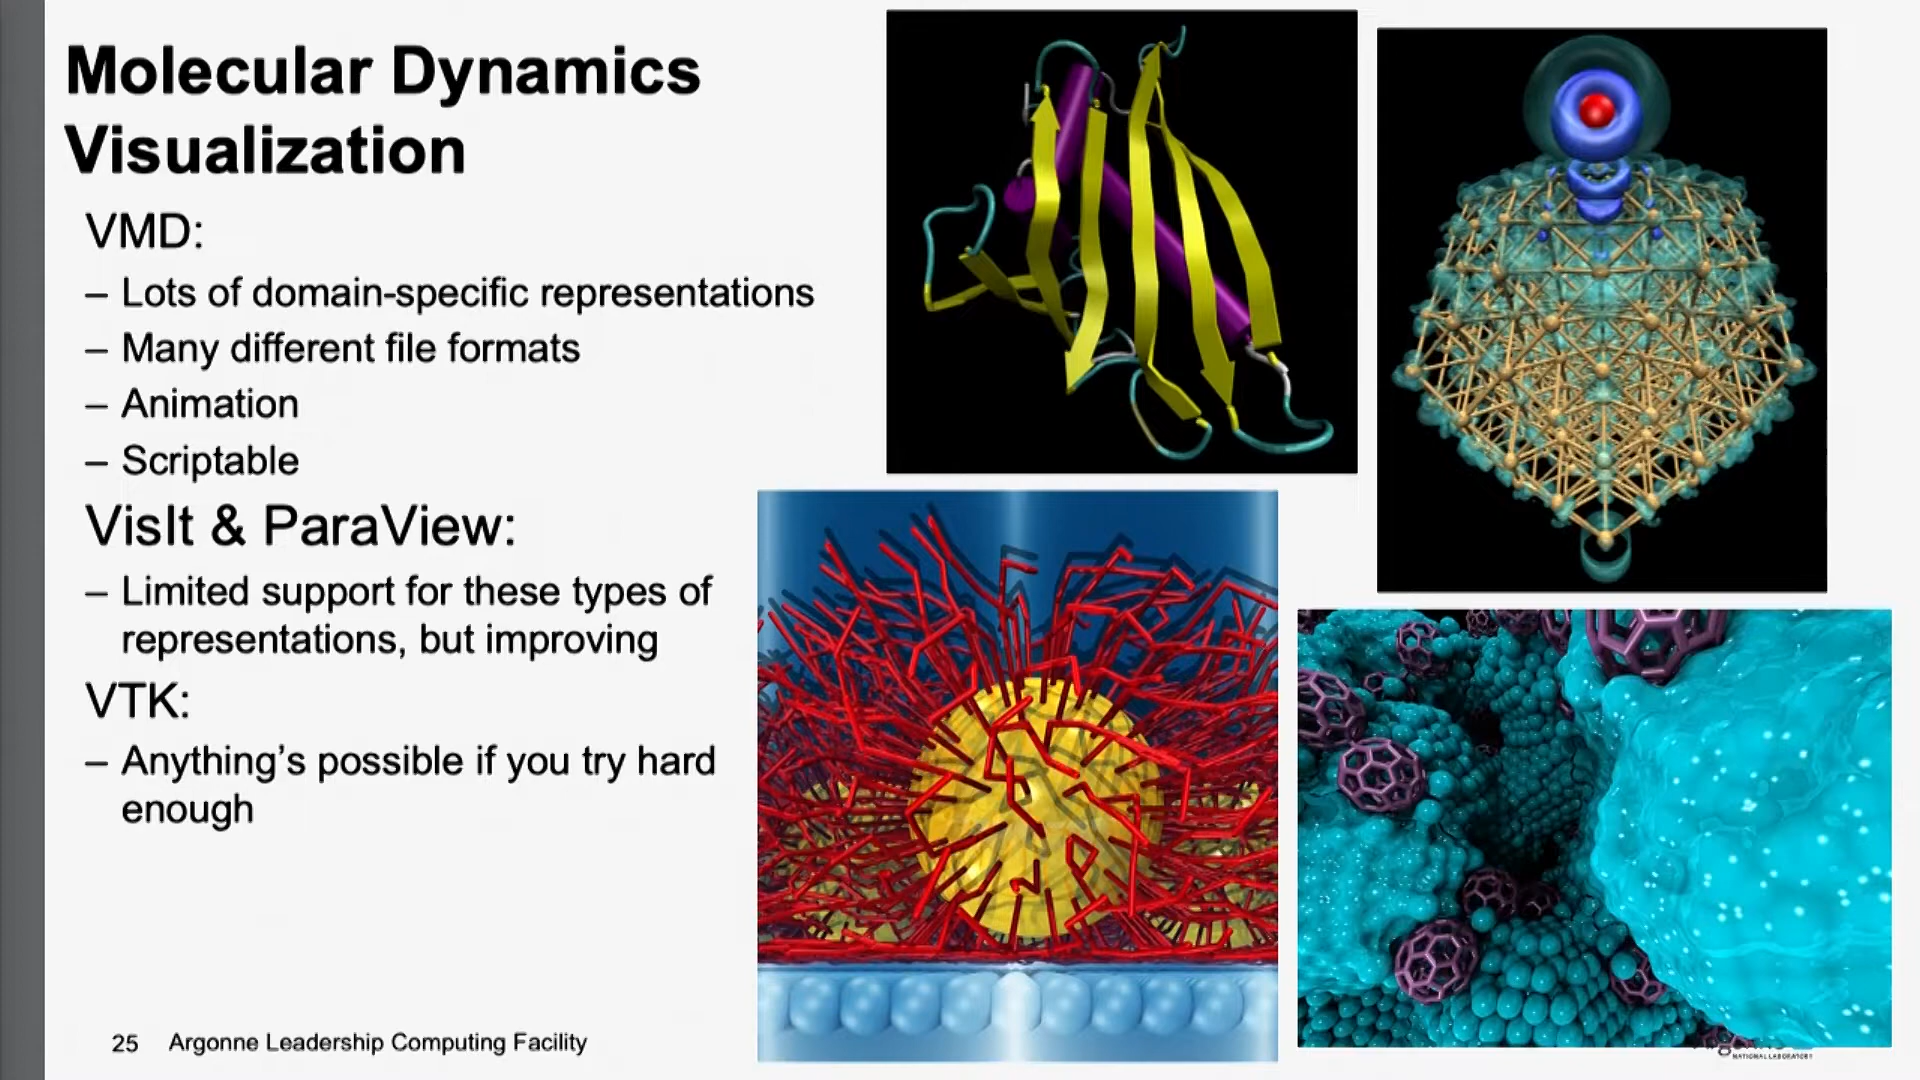 Molecular Dynamics
Visualization
VMD:
– Lots of domain-specific representations
– Many different file formats
– Animation
– Scriptable
VisIt & ParaView:
– Limited support for these types of
representations, but improving
VTK:
– Anything’s possible if you try hard
enough
25 Argonne Leadership Computing Facility
NATIONAL LABORATORY